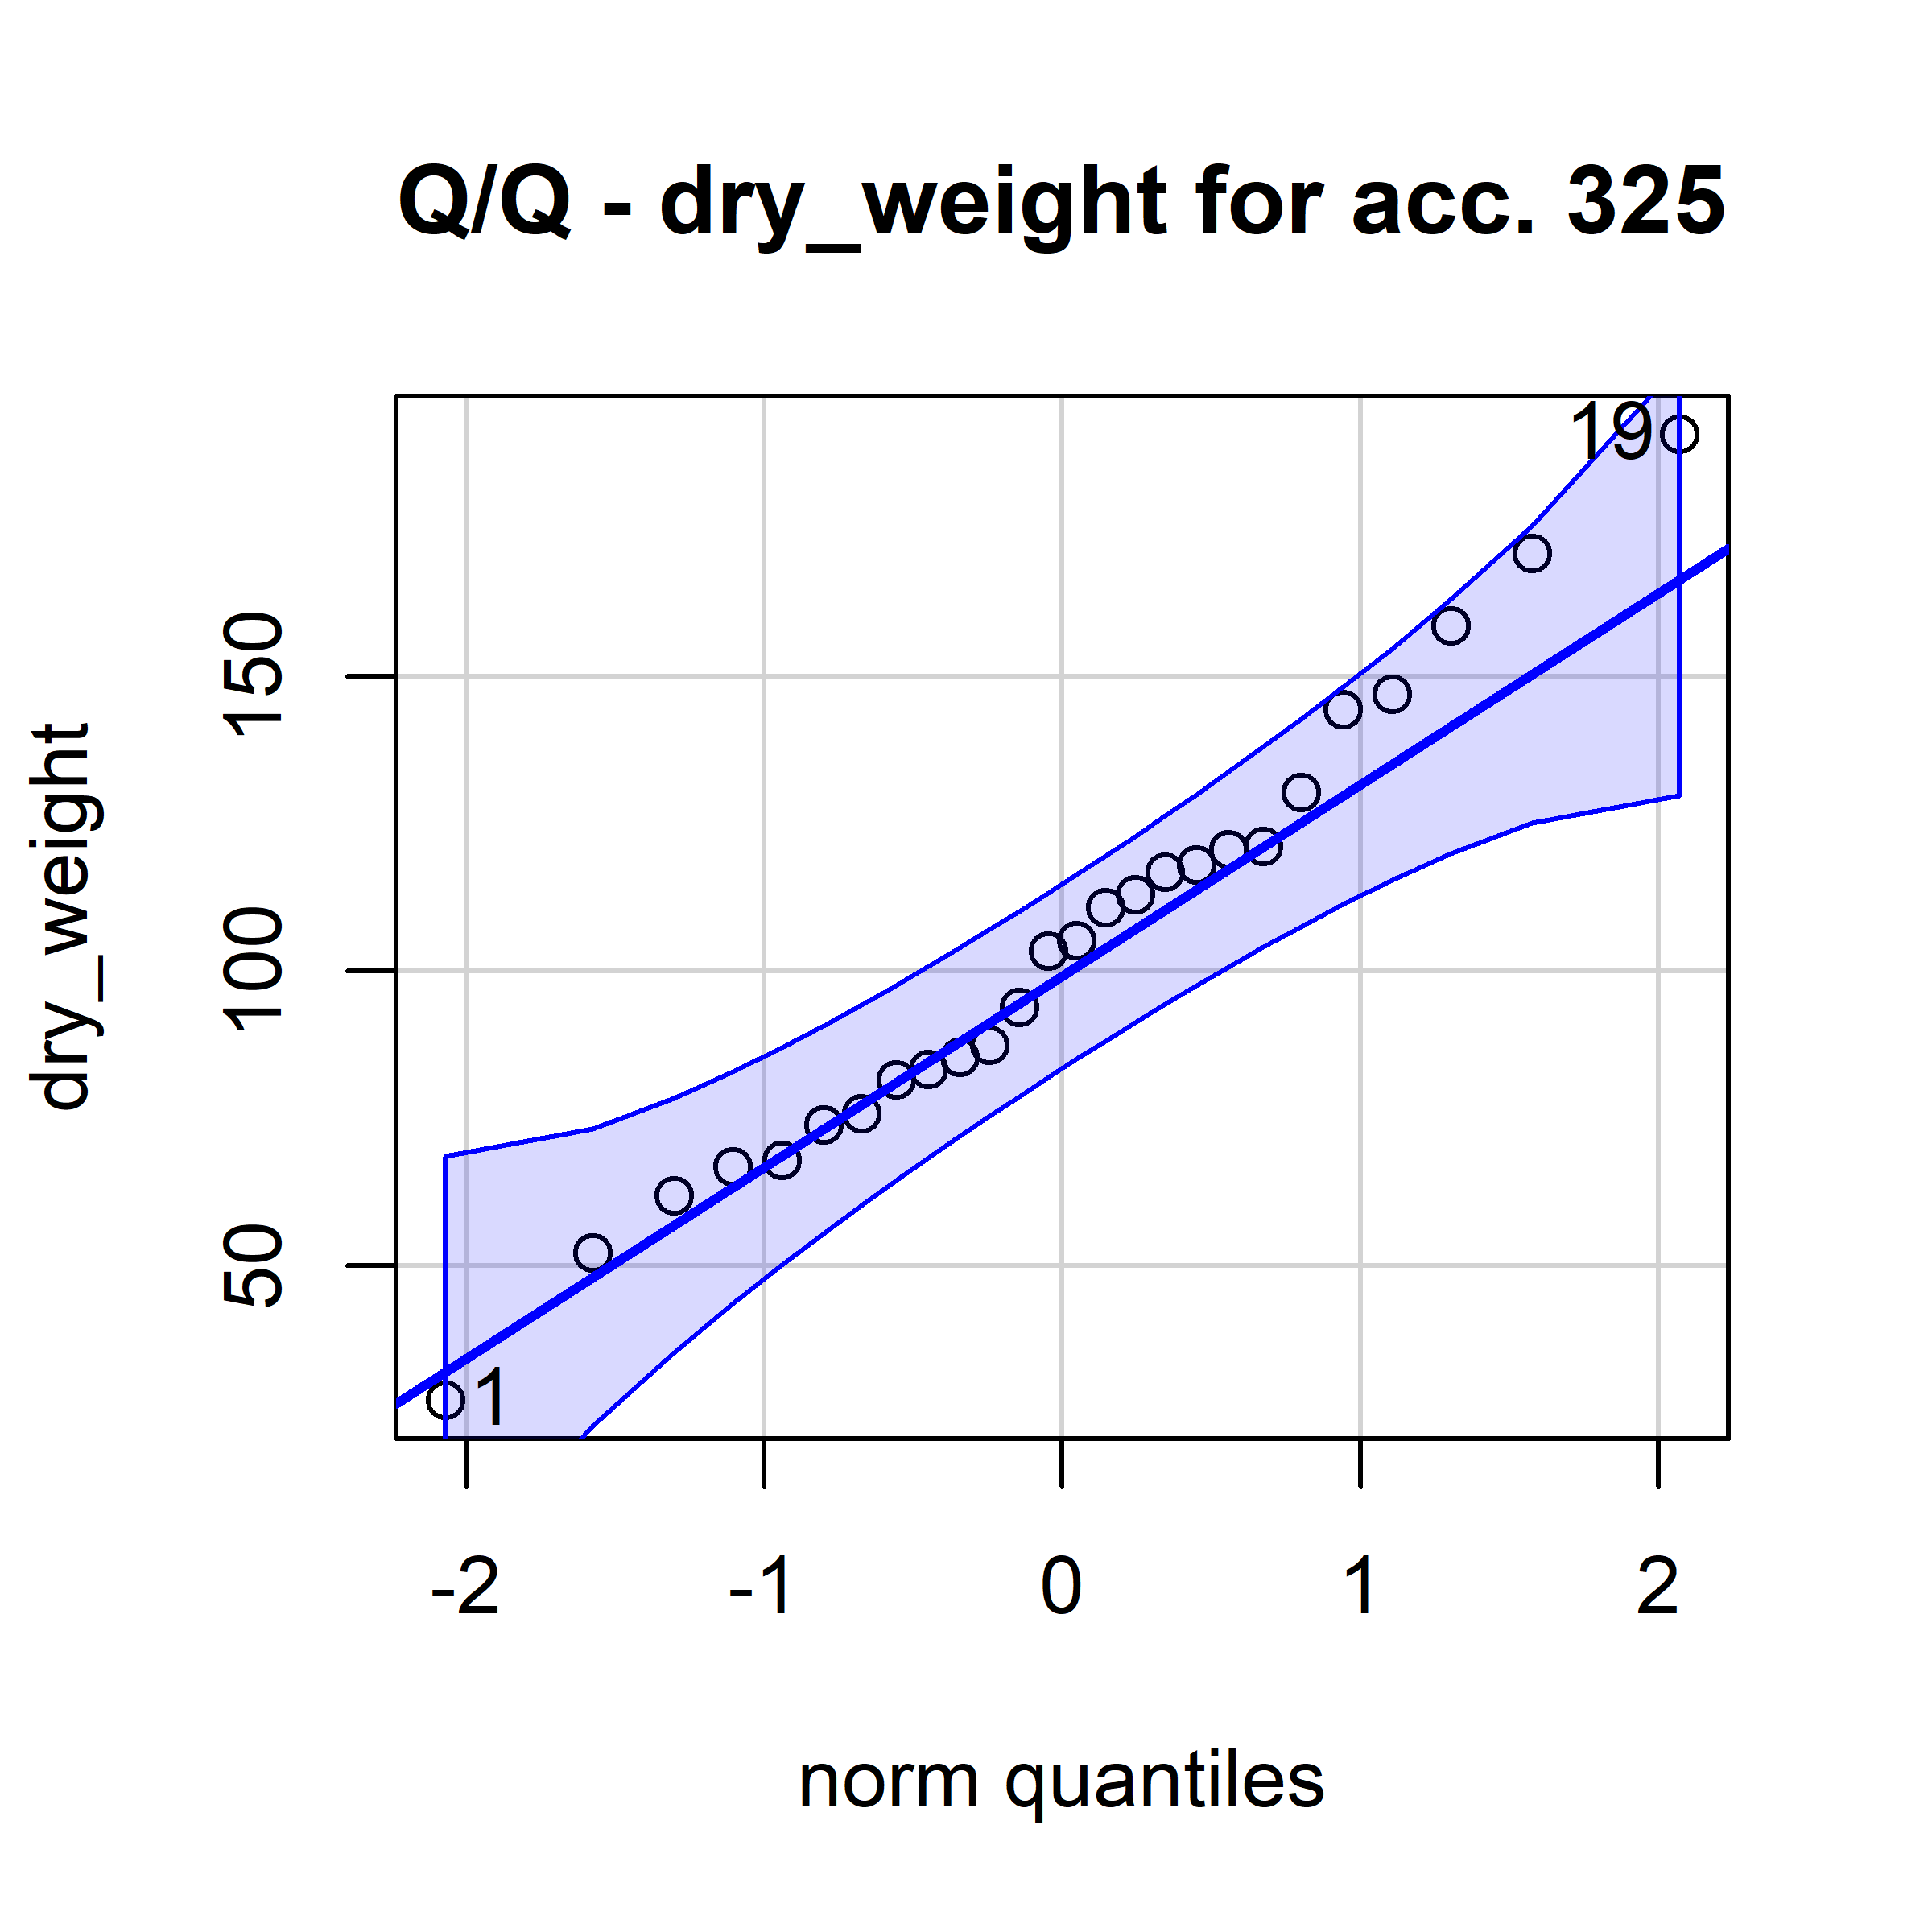 Q/Q - dry_weight for acc. 325
19
150
100
50
dry_weight
1
-2 -1 0 1 2
norm quantiles